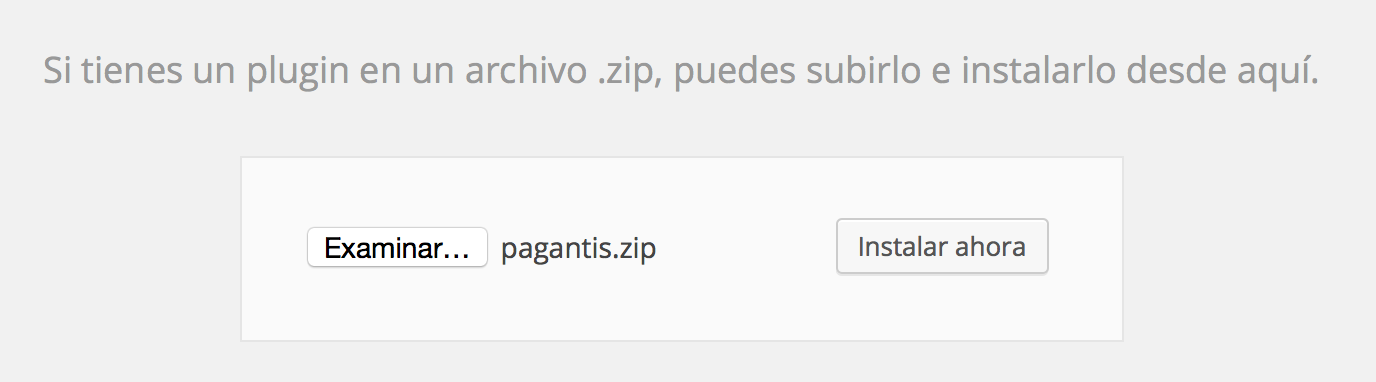 Si tienes un plugin en un archivo .zip, puedes subirlo e instalarlo desde aquí.
Examinar... pagantis.zip Instalar ahora